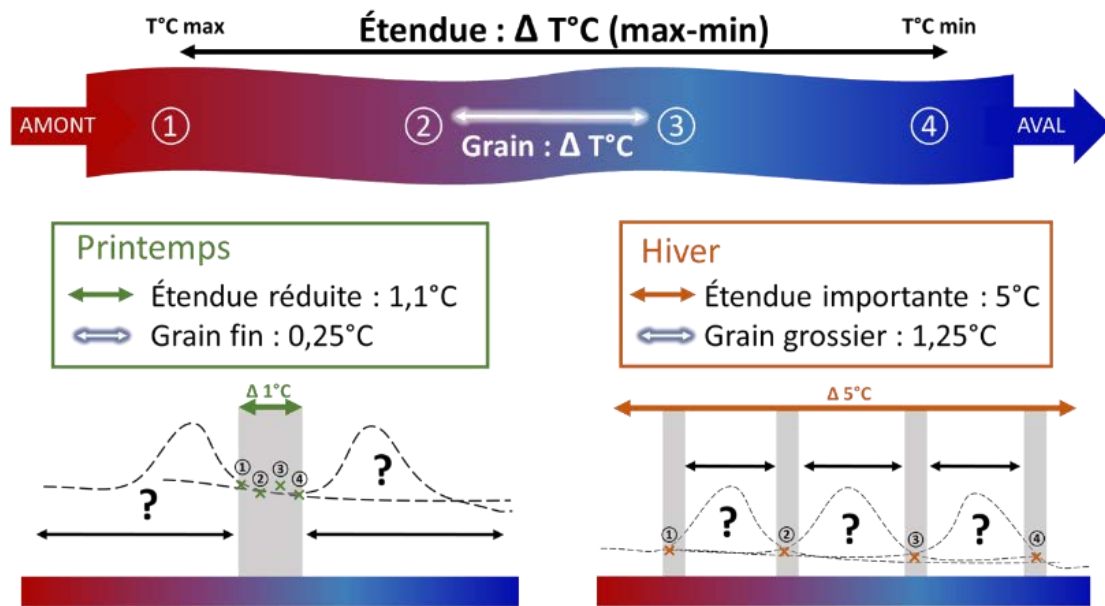 T°C max
Étendue : Δ T°C (max-min)
T°C min
AMONT
①
②
③
④
AVAL
Grain : Δ T°C
Printemps
Étendue réduite : 1,1°C
Grain fin : 0,25°C
Hiver
Étendue importante : 5°C
Grain grossier : 1,25°C
Δ 1°C
Δ 5°C
?
①
②
③
④
?
①
?
②
?
③
?
④